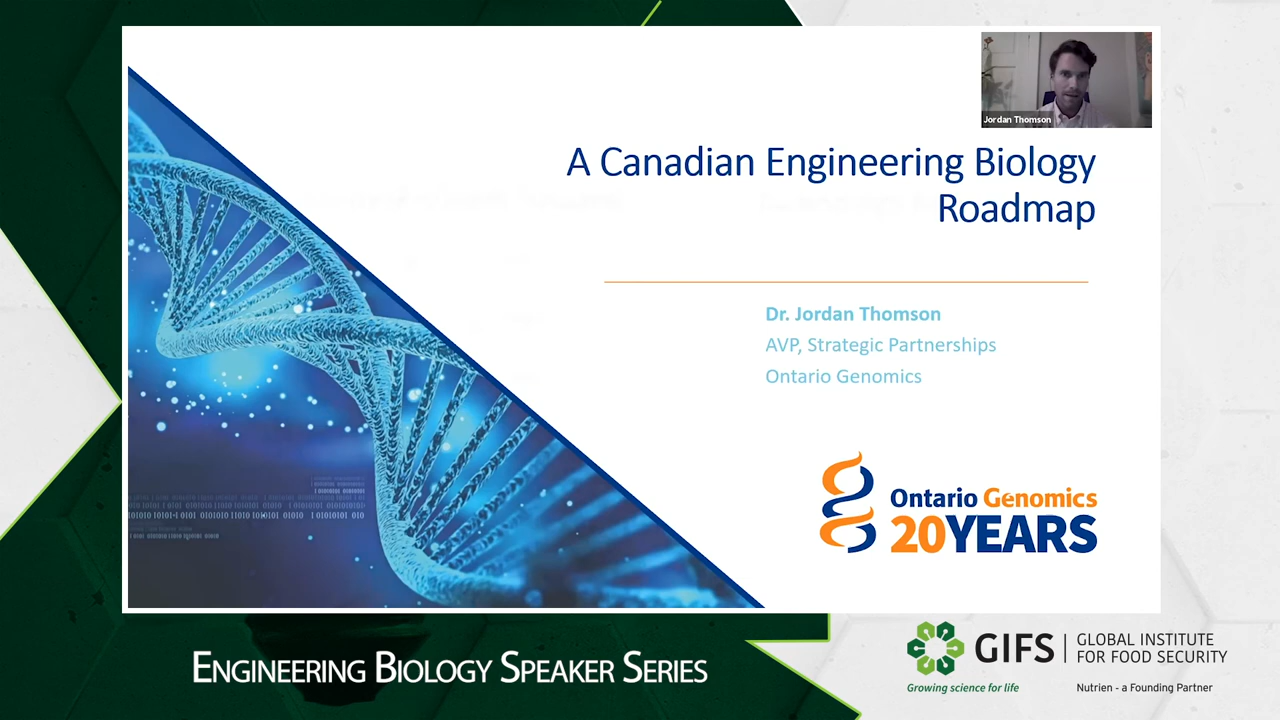 Jordan Thomson
A Canadian Engineering Biology
Roadmap
Dr. Jordan Thomson
AVP, Strategic Partnerships
Ontario Genomics
Ontario Genomics
20YEARS
ENGINEERING BIOLOGY SPEAKER SERIES
GIFS
GLOBAL INSTITUTE
FOR FOOD SECURITY
Growing science for life
Nutrien - a Founding Partner